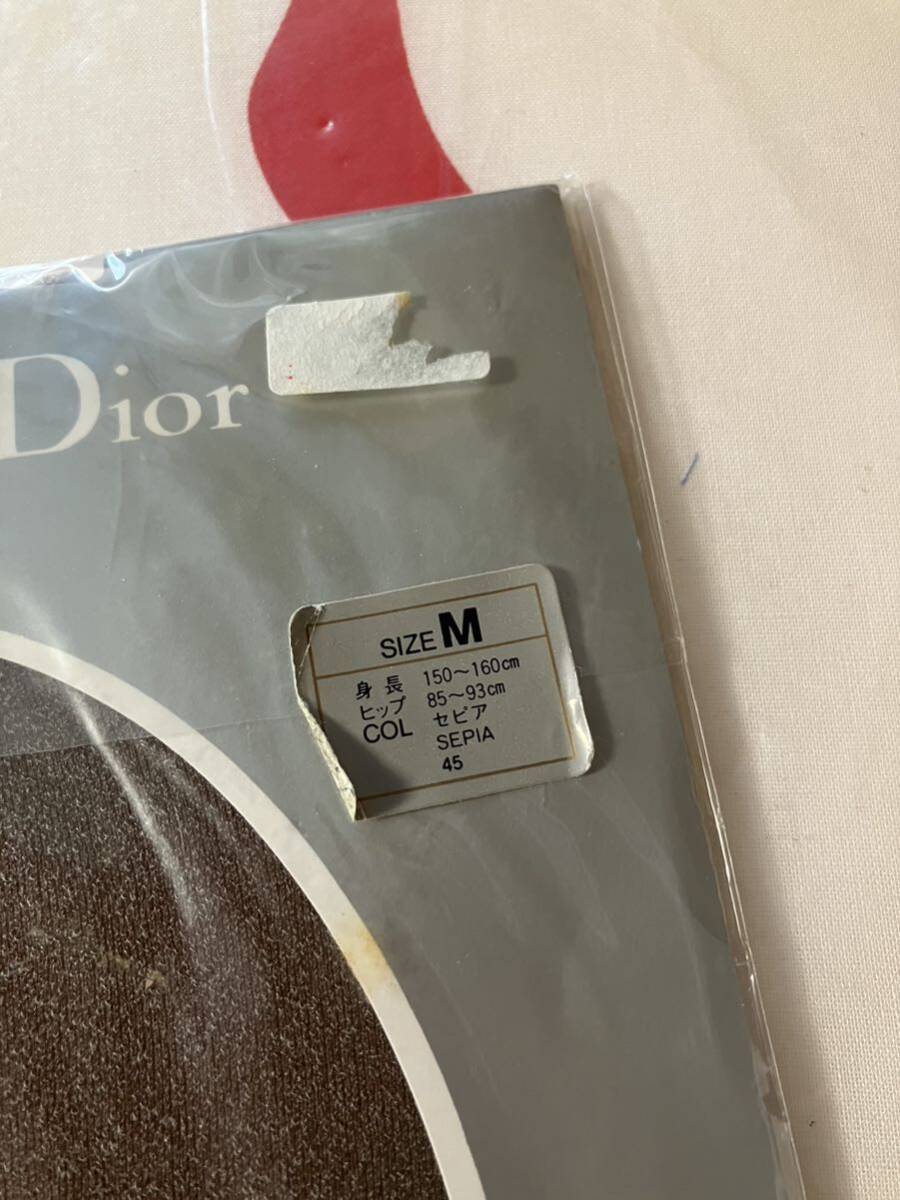 Dior
SIZE M
身長 150～160cm
ヒップ 85～93cm
COL セピア
SEPIA
45